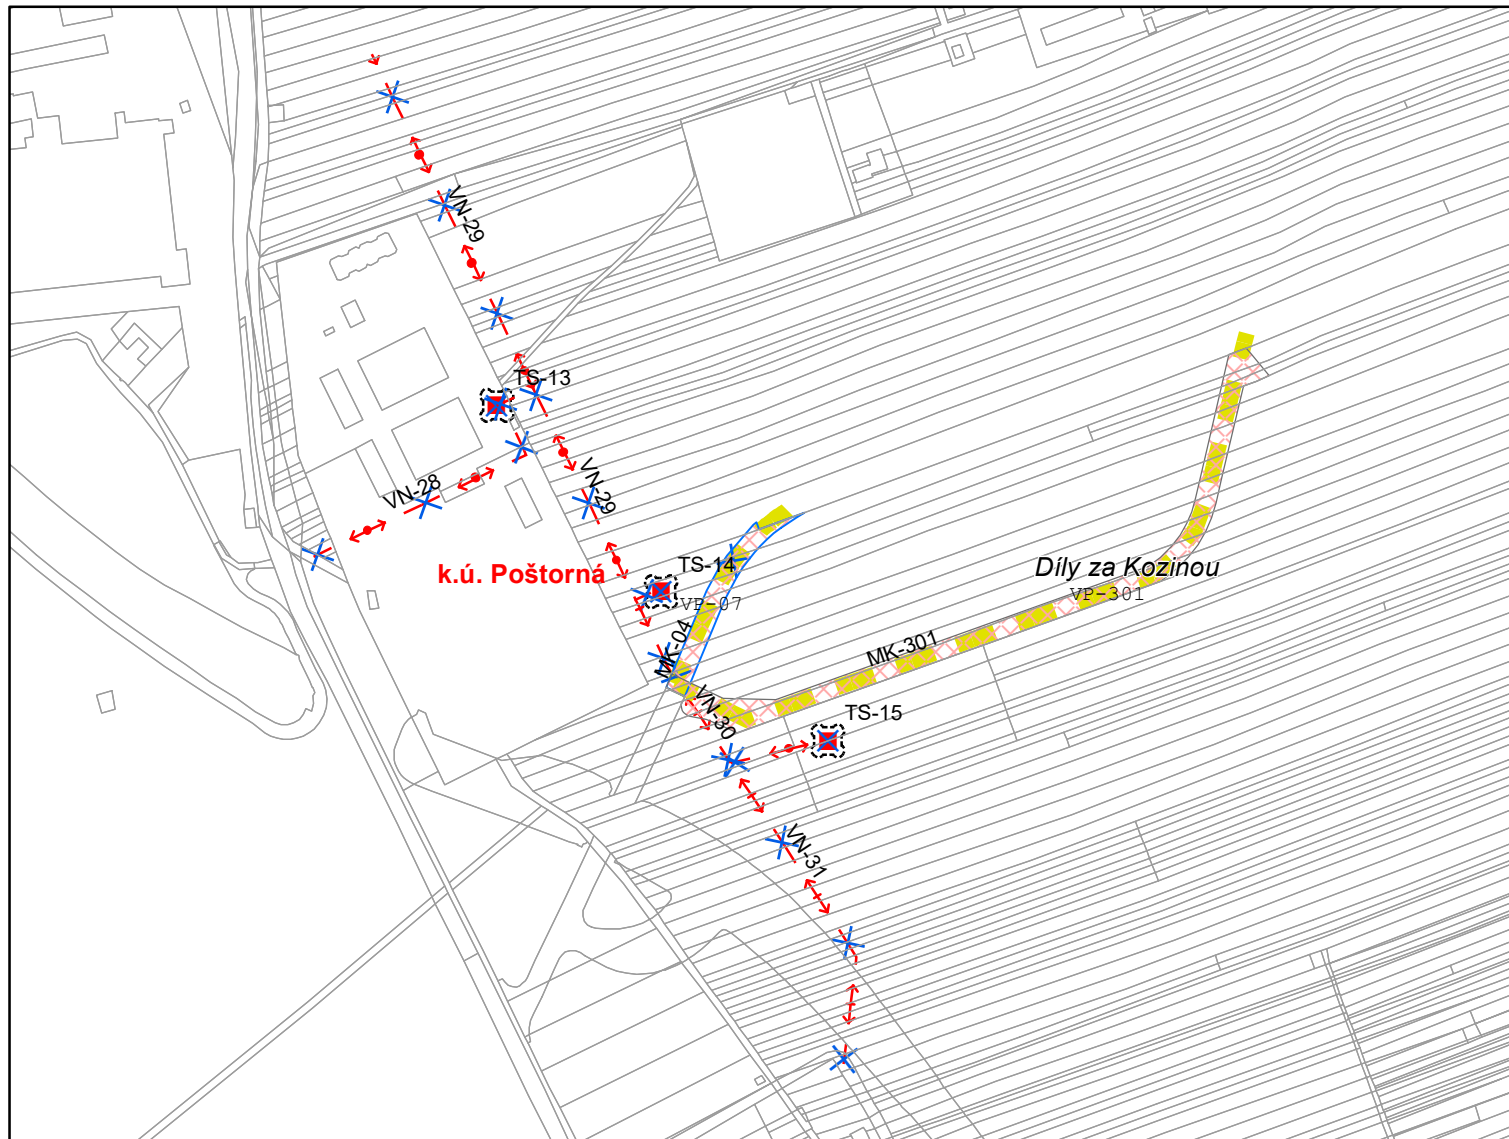 VN-29
TS-13
VN-28
VN-29
k.ú. Poštorná
TS-14
VP-07
Díly za Kozinou
VP-301
MK-04
MK-301
VN-30
TS-15
VN-31